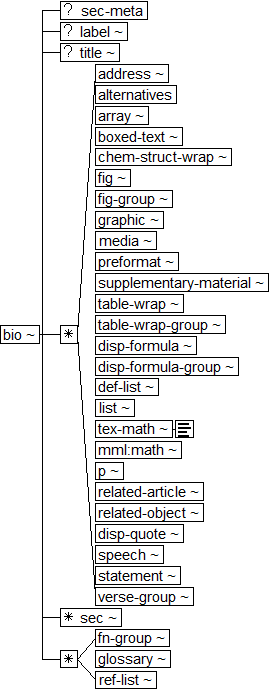 ? sec-meta
? label ~
? title ~
address ~
alternatives
array ~
boxed-text ~
chem-struct-wrap ~
fig ~
fig-group ~
graphic ~
media ~
preformat ~
supplementary-material ~
table-wrap ~
table-wrap-group ~
bio ~
*
disp-formula ~
disp-formula-group ~
def-list ~
list ~
tex-math ~
mml:math ~
p ~
related-article ~
related-object ~
disp-quote ~
speech ~
statement ~
verse-group ~
* sec ~
fn-group ~
*
glossary ~
ref-list ~